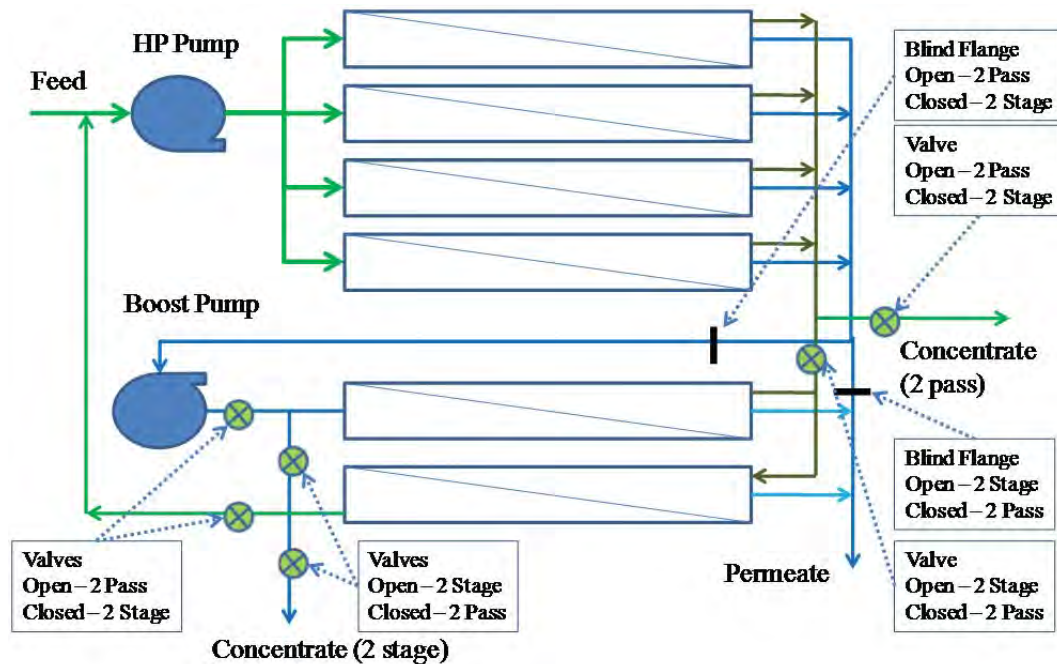 HP Pump
Feed
Blind Flange
Open – 2 Pass
Closed – 2 Stage
Valve
Open – 2 Pass
Closed – 2 Stage
Boost Pump
Concentrate
(2 pass)
Blind Flange
Open – 2 Stage
Closed – 2 Pass
Valves
Open – 2 Pass
Closed – 2 Stage
Valves
Open – 2 Stage
Closed – 2 Pass
Permeate
Valve
Open – 2 Stage
Closed – 2 Pass
Concentrate (2 stage)